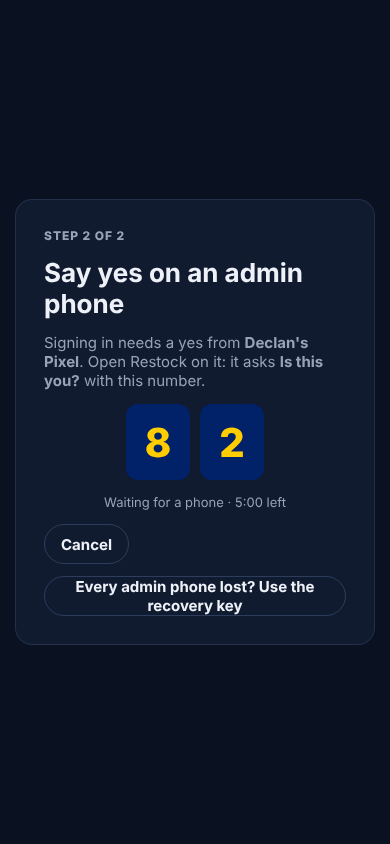 STEP 2 OF 2
Say yes on an admin
phone
Signing in needs a yes from Declan's
Pixel. Open Restock on it: it asks Is this
you? with this number.
8 2
Waiting for a phone · 5:00 left
Cancel
Every admin phone lost? Use the
recovery key